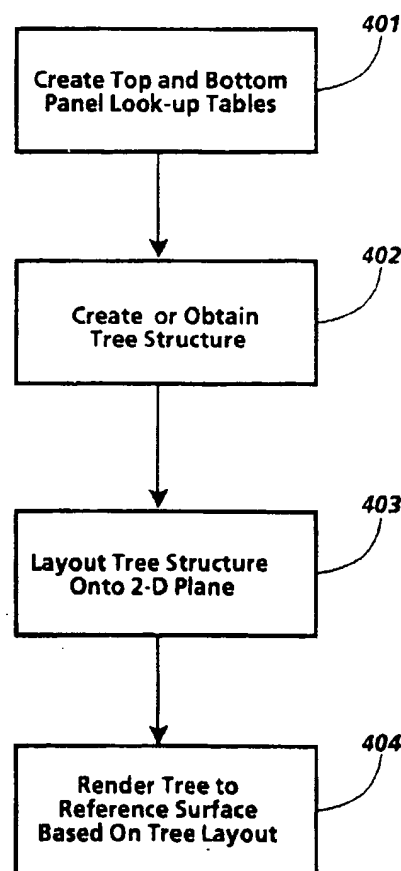 401
Create Top and Bottom
Panel Look-up Tables
402
Create or Obtain
Tree Structure
403
Layout Tree Structure
Onto 2-D Plane
404
Render Tree to
Reference Surface
Based On Tree Layout